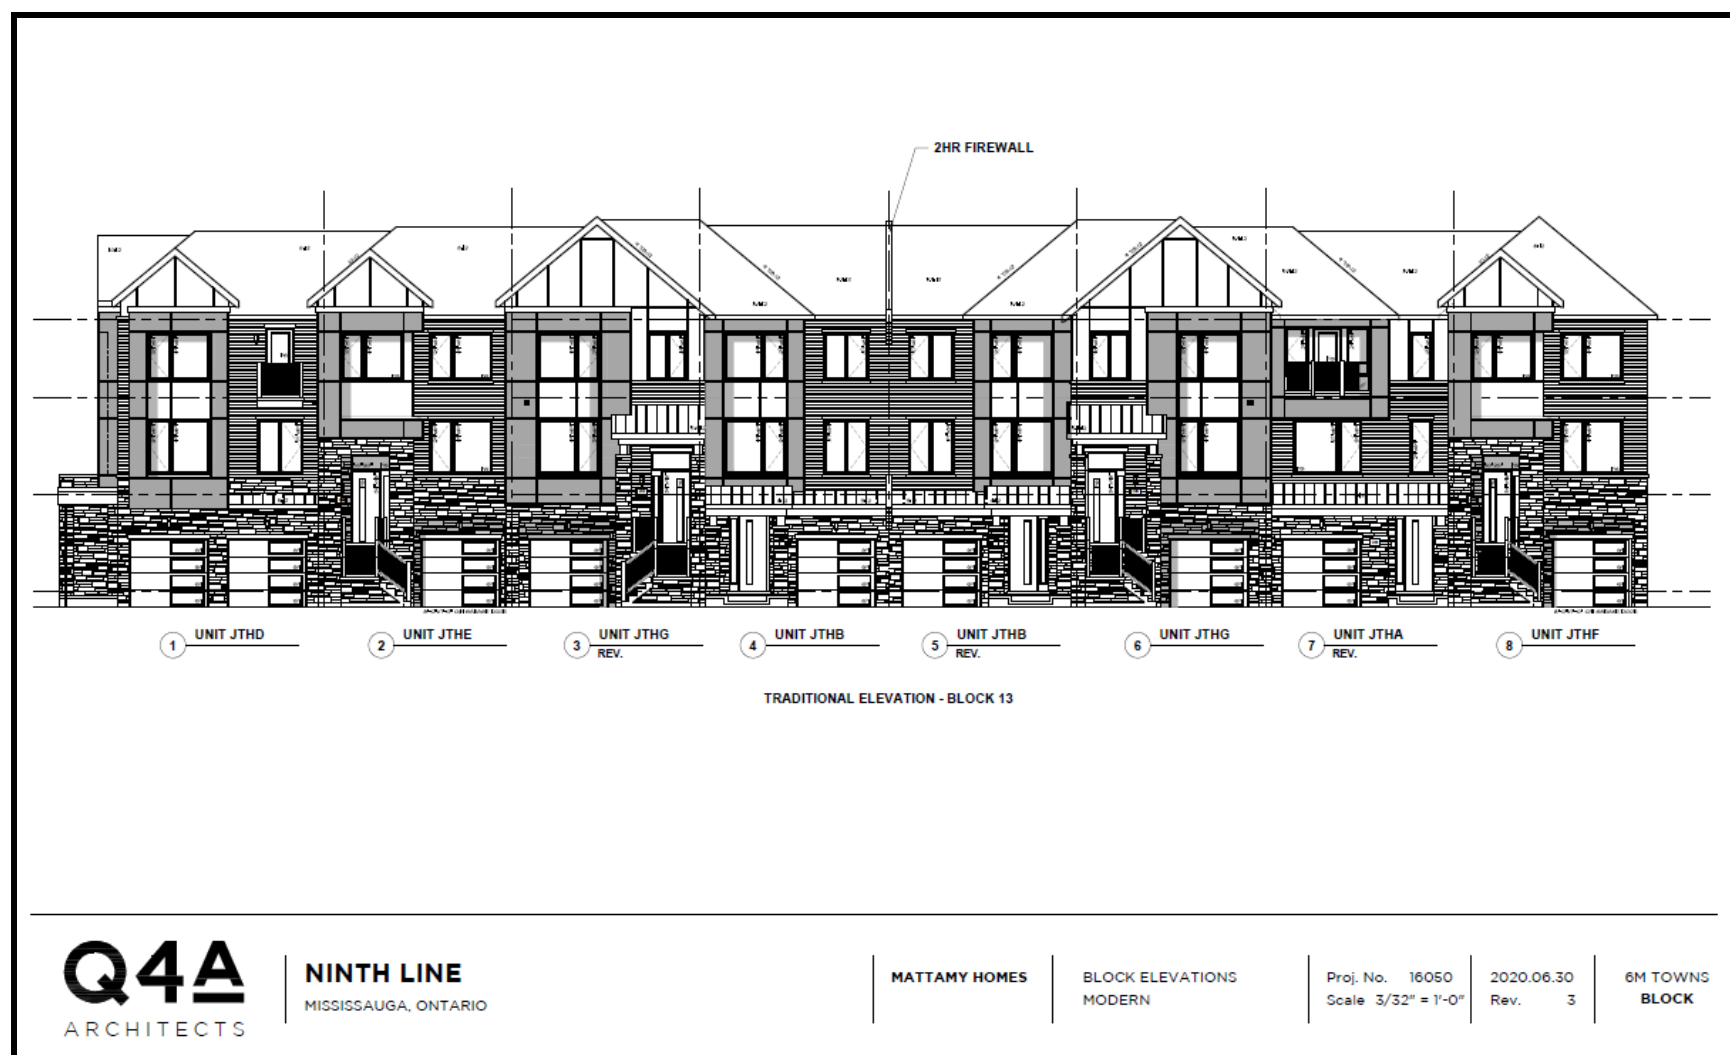 2HR FIREWALL
1 UNIT JTHD
2 UNIT JTHE
3 UNIT JTHG
REV.
4 UNIT JTHB
5 UNIT JTHB
REV.
6 UNIT JTHG
7 UNIT JTHA
REV.
8 UNIT JTHF
TRADITIONAL ELEVATION - BLOCK 13
Q4A
ARCHITECTS
NINTH LINE
MISSISSAUGA, ONTARIO
MATTAMY HOMES
BLOCK ELEVATIONS
MODERN
Proj. No. 16050
Scale 3/32" = 1'-0"
2020.06.30
Rev. 3
6M TOWNS
BLOCK